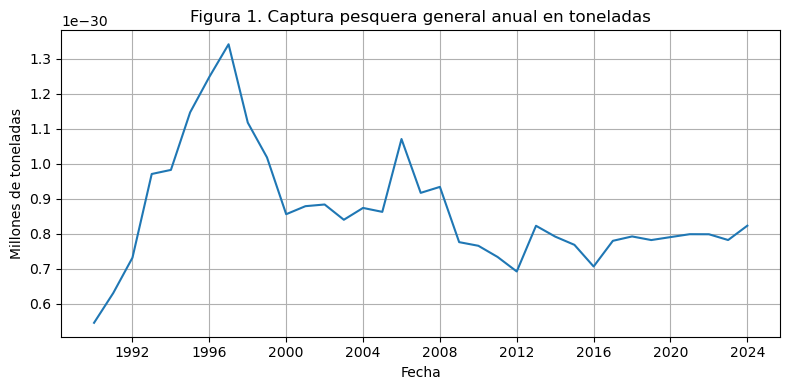 Figura 1. Captura pesquera general anual en toneladas
1e−30
1.3
1.2
1.1
1.0
0.9
0.8
0.7
0.6
Millones de toneladas
1992 1996 2000 2004 2008 2012 2016 2020 2024
Fecha